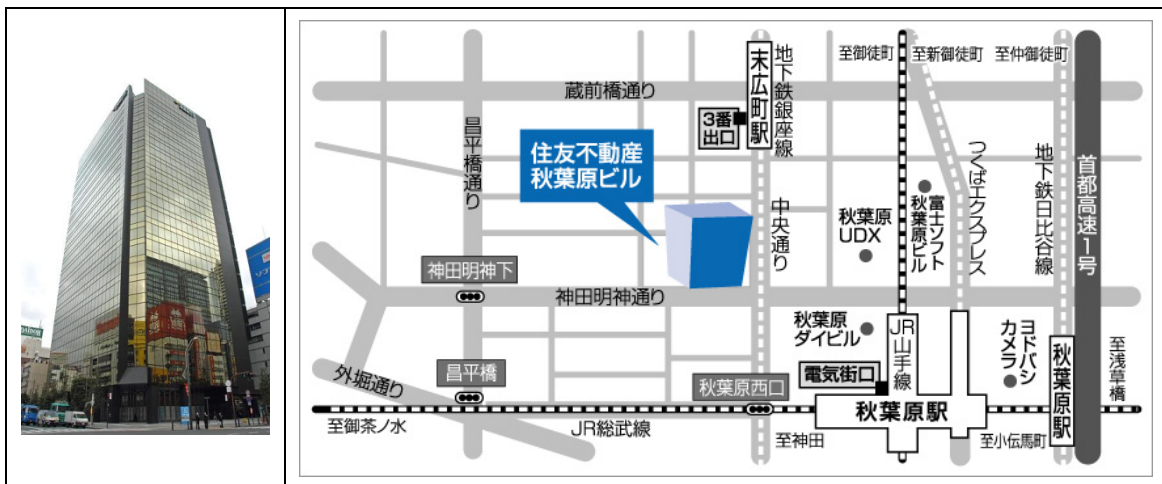 至御徒町
至新御徒町
至仲御徒町
蔵前橋通り
末広町駅
地下鉄銀座線
3番
出口
昌平橋通り
住友不動産
秋葉原ビル
中央通り
秋葉原
UDX
富士ソフト
秋葉原ビル
つくばエクスプレス
地下鉄日比谷線
首都高速1号
神田明神下
神田明神通り
秋葉原
ダイビル
JR山手線
ヨドバシ
カメラ
至浅草橋
外堀通り
昌平橋
秋葉原西口
電気街口
秋葉原駅
秋葉原駅
至御茶ノ水
JR総武線
至神田
至小伝馬町